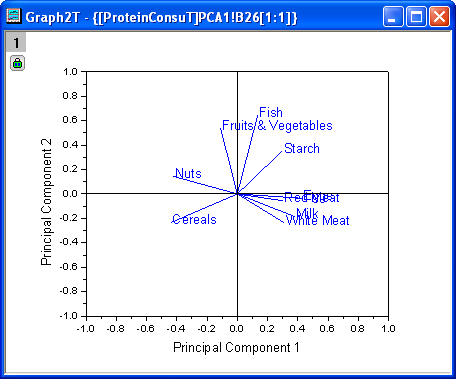 Graph2T - {[ProteinConsuT]PCA1!B26[1:1]}
1
1.0
0.8
0.6
0.4
0.2
0.0
-0.2
-0.4
-0.6
-0.8
-1.0
Principal Component 2
Fish
Fruits & Vegetables
Starch
Nuts
Eggs
Red Meat
Milk
Cereals
White Meat
-1.0 -0.8 -0.6 -0.4 -0.2 0.0 0.2 0.4 0.6 0.8 1.0
Principal Component 1